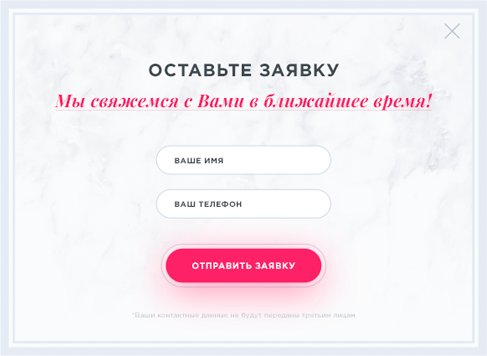 ОСТАВЬТЕ ЗАЯВКУ
Мы свяжемся с Вами в ближайшее время!
ВАШЕ ИМЯ
ВАШ ТЕЛЕФОН
ОТПРАВИТЬ ЗАЯВКУ
*Ваши контактные данные не будут переданы третьим лицам